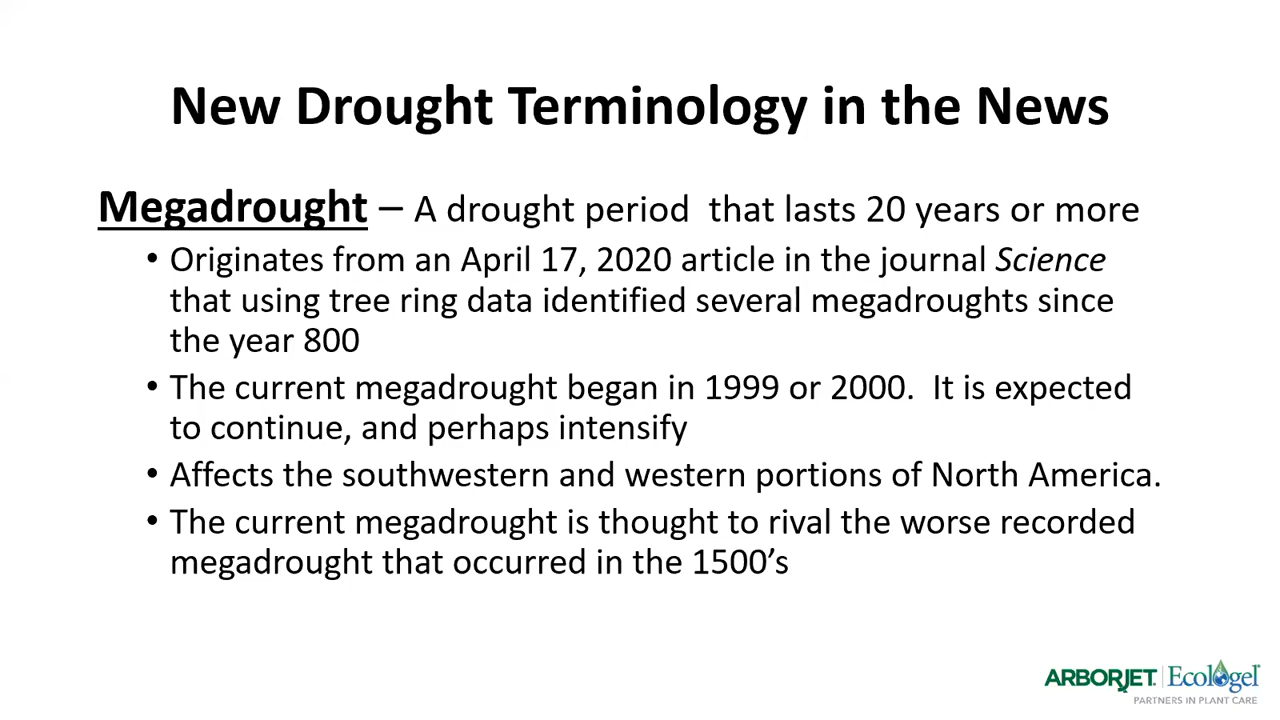 New Drought Terminology in the News
Megadrought – A drought period  that lasts 20 years or more
• Originates from an April 17, 2020 article in the journal Science
that using tree ring data identified several megadroughts since
the year 800
• The current megadrought began in 1999 or 2000.  It is expected
to continue, and perhaps intensify
• Affects the southwestern and western portions of North America.
• The current megadrought is thought to rival the worse recorded
megadrought that occurred in the 1500’s
ARBORJET. Ecologel
PARTNERS IN PLANT CARE